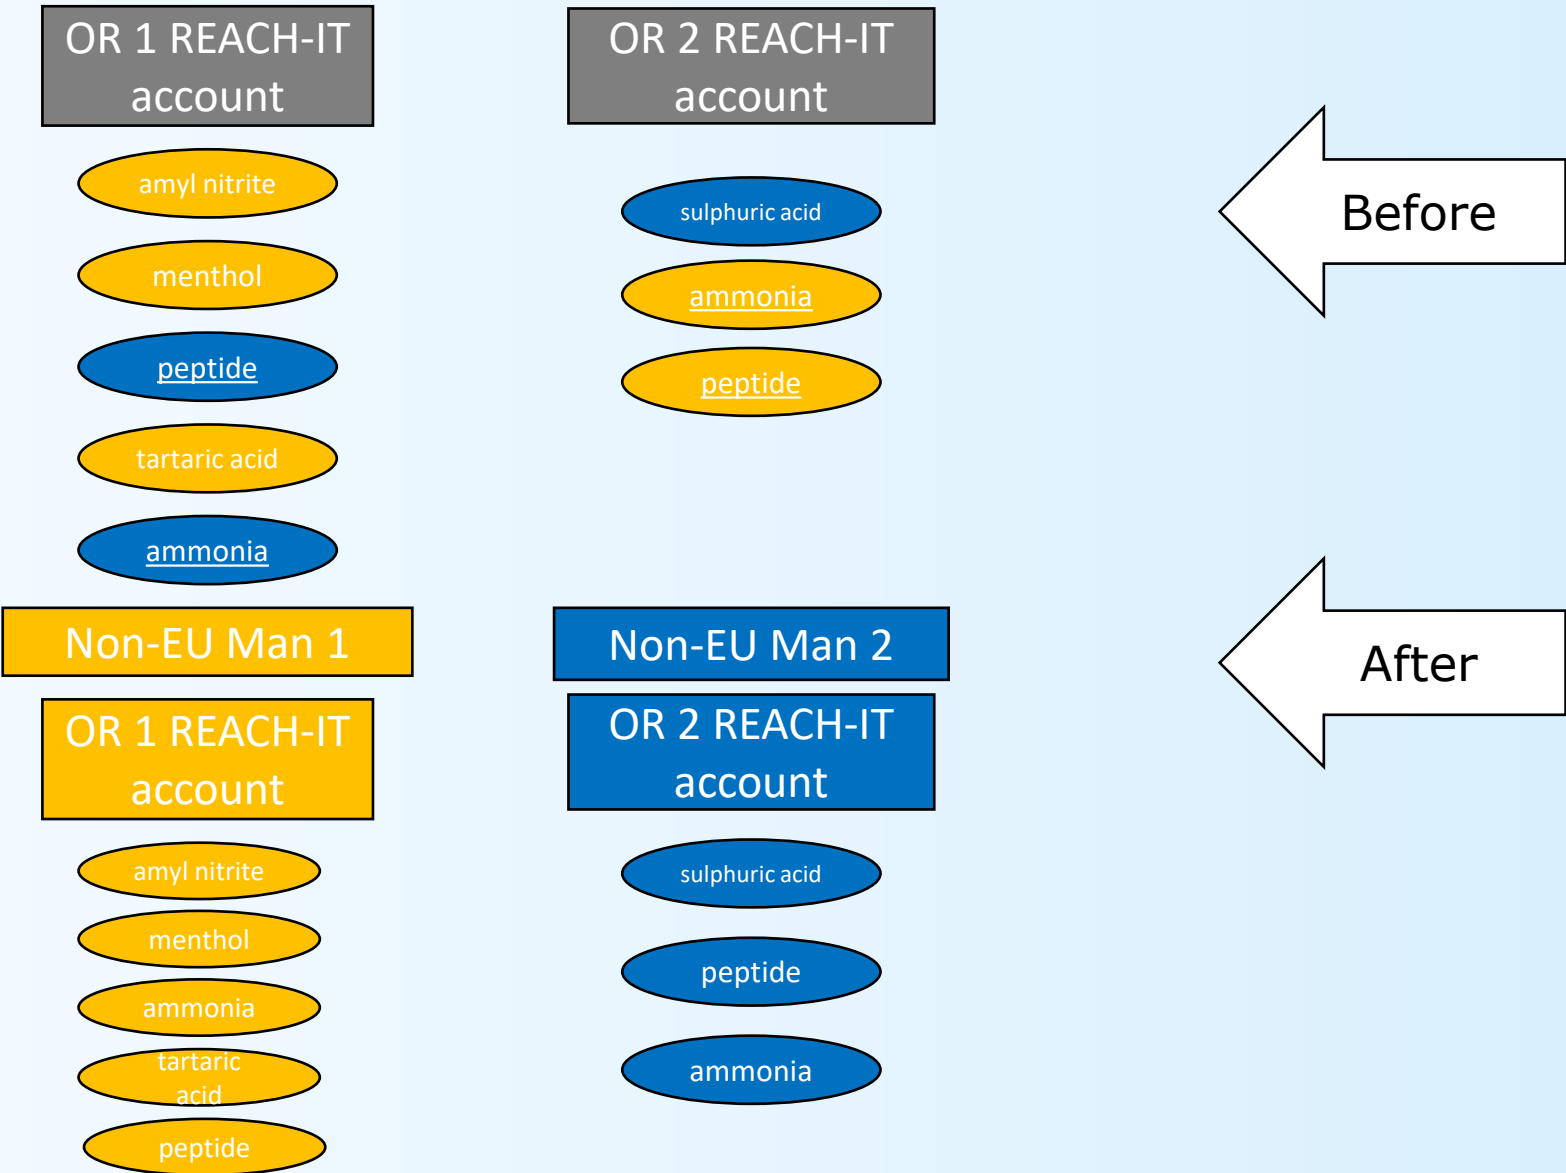 OR 1 REACH-IT
account
amyl nitrite
menthol
peptide
tartaric acid
ammonia
OR 2 REACH-IT
account
sulphuric acid
ammonia
peptide
Before
Non-EU Man 1
OR 1 REACH-IT
account
amyl nitrite
menthol
ammonia
tartaric
acid
peptide
Non-EU Man 2
OR 2 REACH-IT
account
sulphuric acid
peptide
ammonia
After